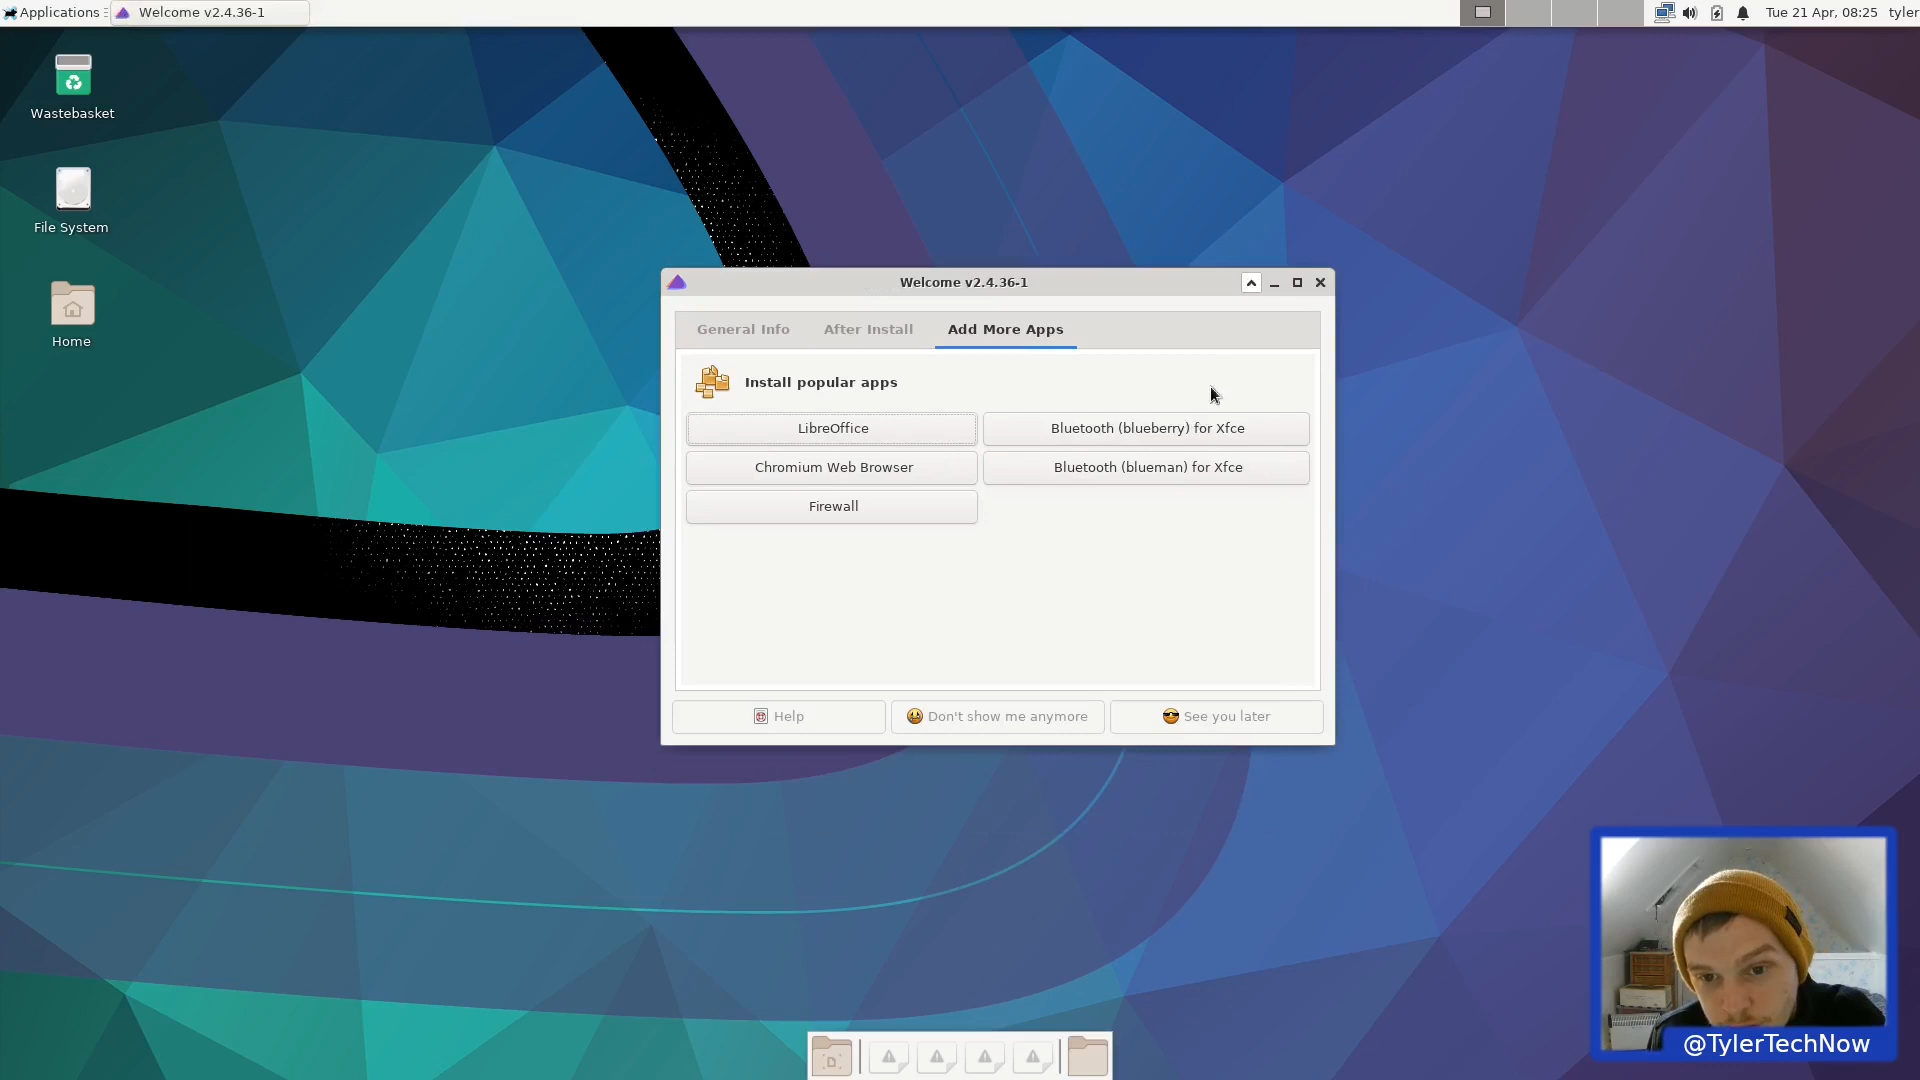 Applications
Welcome v2.4.36-1
Tue 21 Apr, 08:25
tyler
Wastebasket
File System
Home
Welcome v2.4.36-1
General Info
After Install
Add More Apps
Install popular apps
LibreOffice
Bluetooth (blueberry) for Xfce
Chromium Web Browser
Bluetooth (blueman) for Xfce
Firewall
Help
Don't show me anymore
See you later
@TylerTechNow